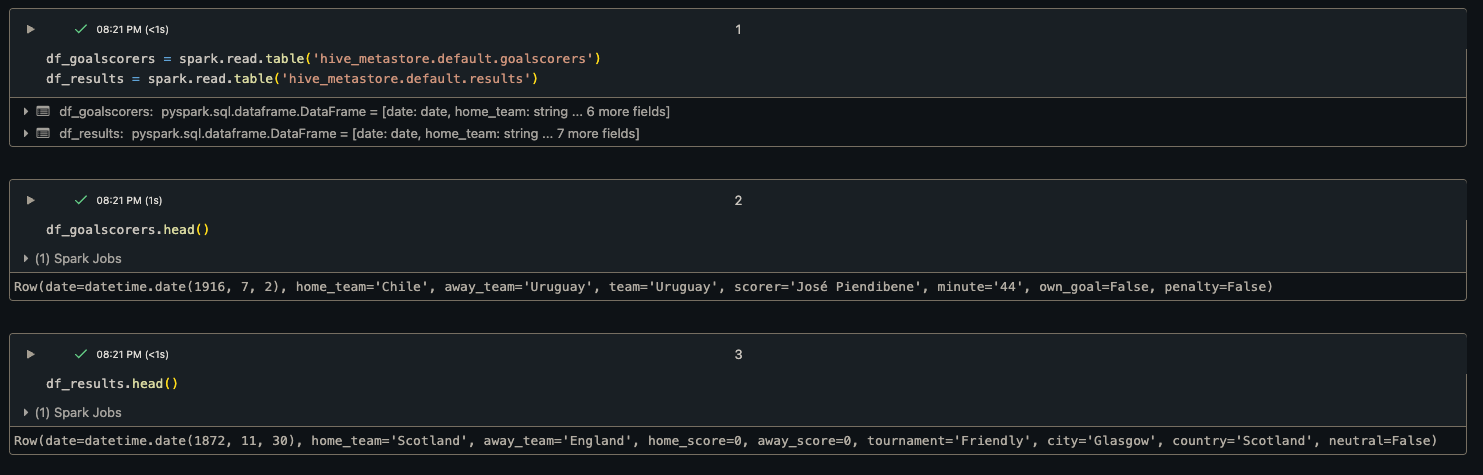 08:21 PM (<1s)
1
df_goalscorers = spark.read.table('hive_metastore.default.goalscorers')
df_results = spark.read.table('hive_metastore.default.results')
df_goalscorers: pyspark.sql.dataframe.DataFrame = [date: date, home_team: string ... 6 more fields]
df_results: pyspark.sql.dataframe.DataFrame = [date: date, home_team: string ... 7 more fields]
08:21 PM (1s)
2
df_goalscorers.head()
(1) Spark Jobs
Row(date=datetime.date(1916, 7, 2), home_team='Chile', away_team='Uruguay', team='Uruguay', scorer='José Piendibene', minute='44', own_goal=False, penalty=False)
08:21 PM (<1s)
3
df_results.head()
(1) Spark Jobs
Row(date=datetime.date(1872, 11, 30), home_team='Scotland', away_team='England', home_score=0, away_score=0, tournament='Friendly', city='Glasgow', country='Scotland', neutral=False)